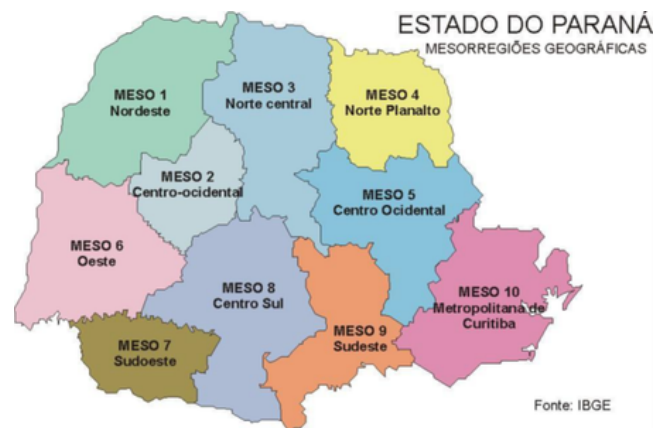 ESTADO DO PARANÁ
MESORREGIÕES GEOGRÁFICAS
MESO 1
Nordeste
MESO 3
Norte central
MESO 4
Norte Planalto
MESO 2
Centro-ocidental
MESO 5
Centro Ocidental
MESO 6
Oeste
MESO 8
Centro Sul
MESO 10
Metropolitana de
Curitiba
MESO 7
Sudoeste
MESO 9
Sudeste
Fonte: IBGE